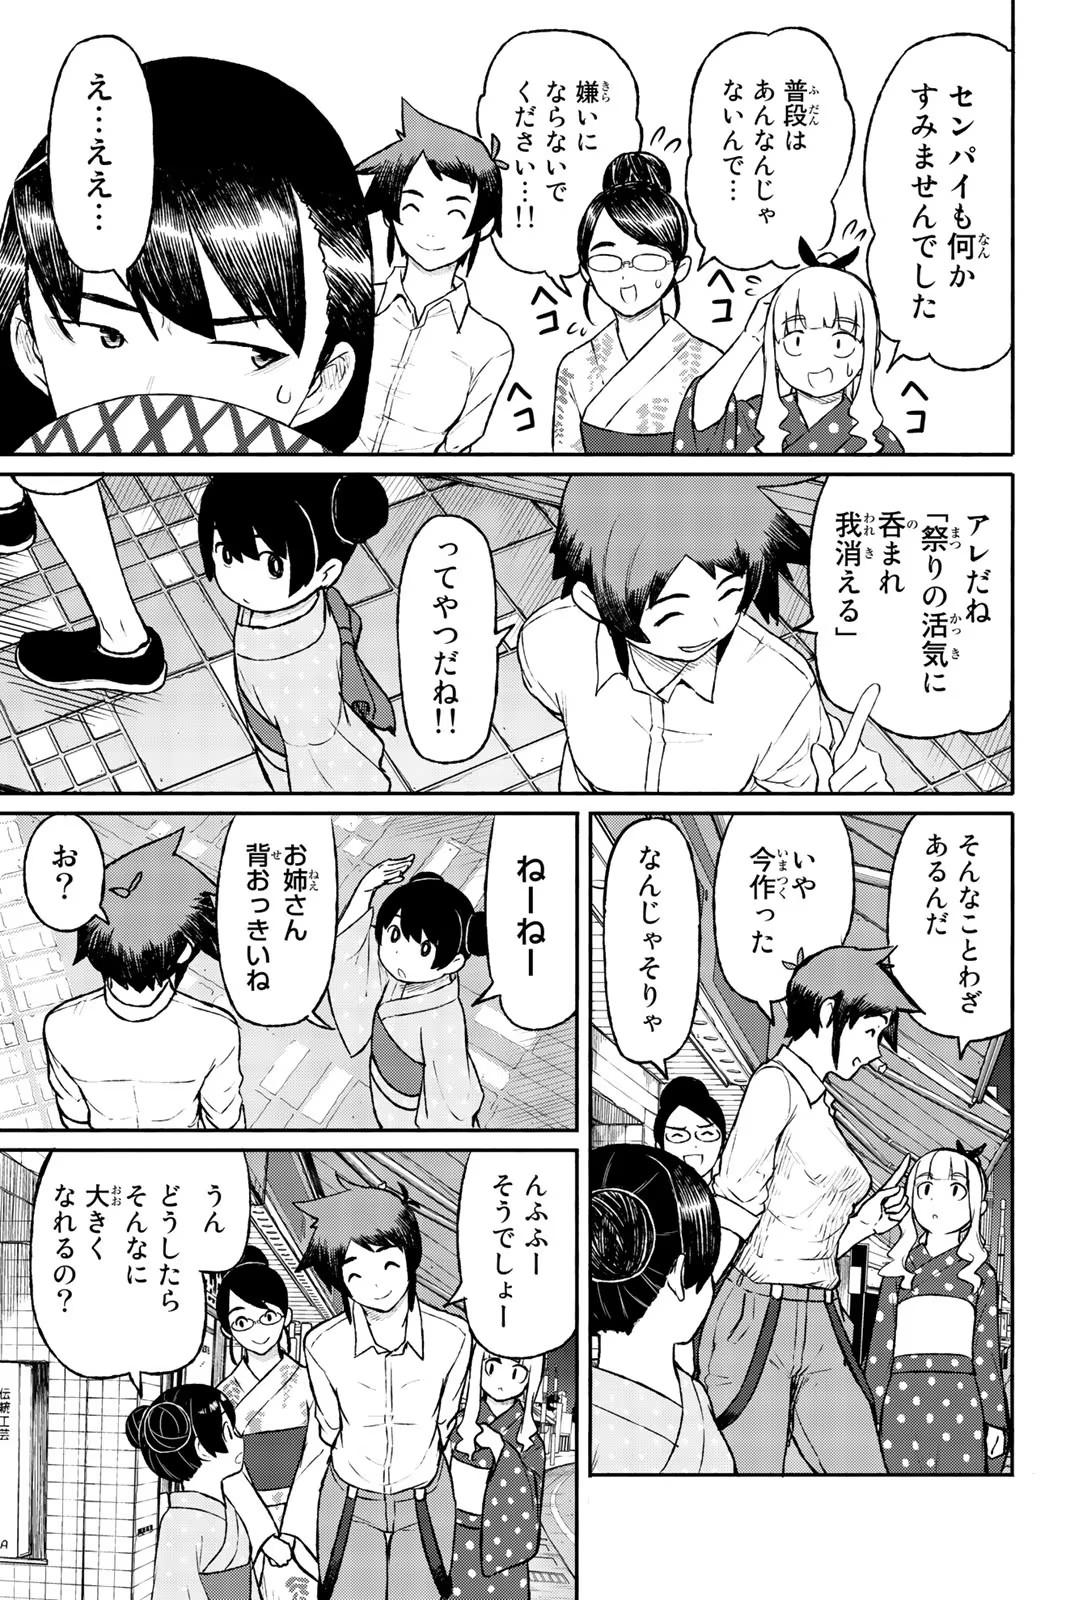 センパイも何か
すみませんでした
普段は
あんなんじゃ
ないんで…
嫌いに
ならないで
ください…!!
ヘコ
ヘコ
ヘコ
ヘコ
え…ええ…
アレだね
「祭りの活気に
呑まれ
我消える」
ってやつだね!!
そんなことわざ
あるんだ
いや
今作った
なんじゃそりゃ
ねーねー
お姉さん
背おっきいね
お?
んふふー
そうでしょー
うん
どうしたら
そんなに
大きく
なれるの?
伝統工芸
A